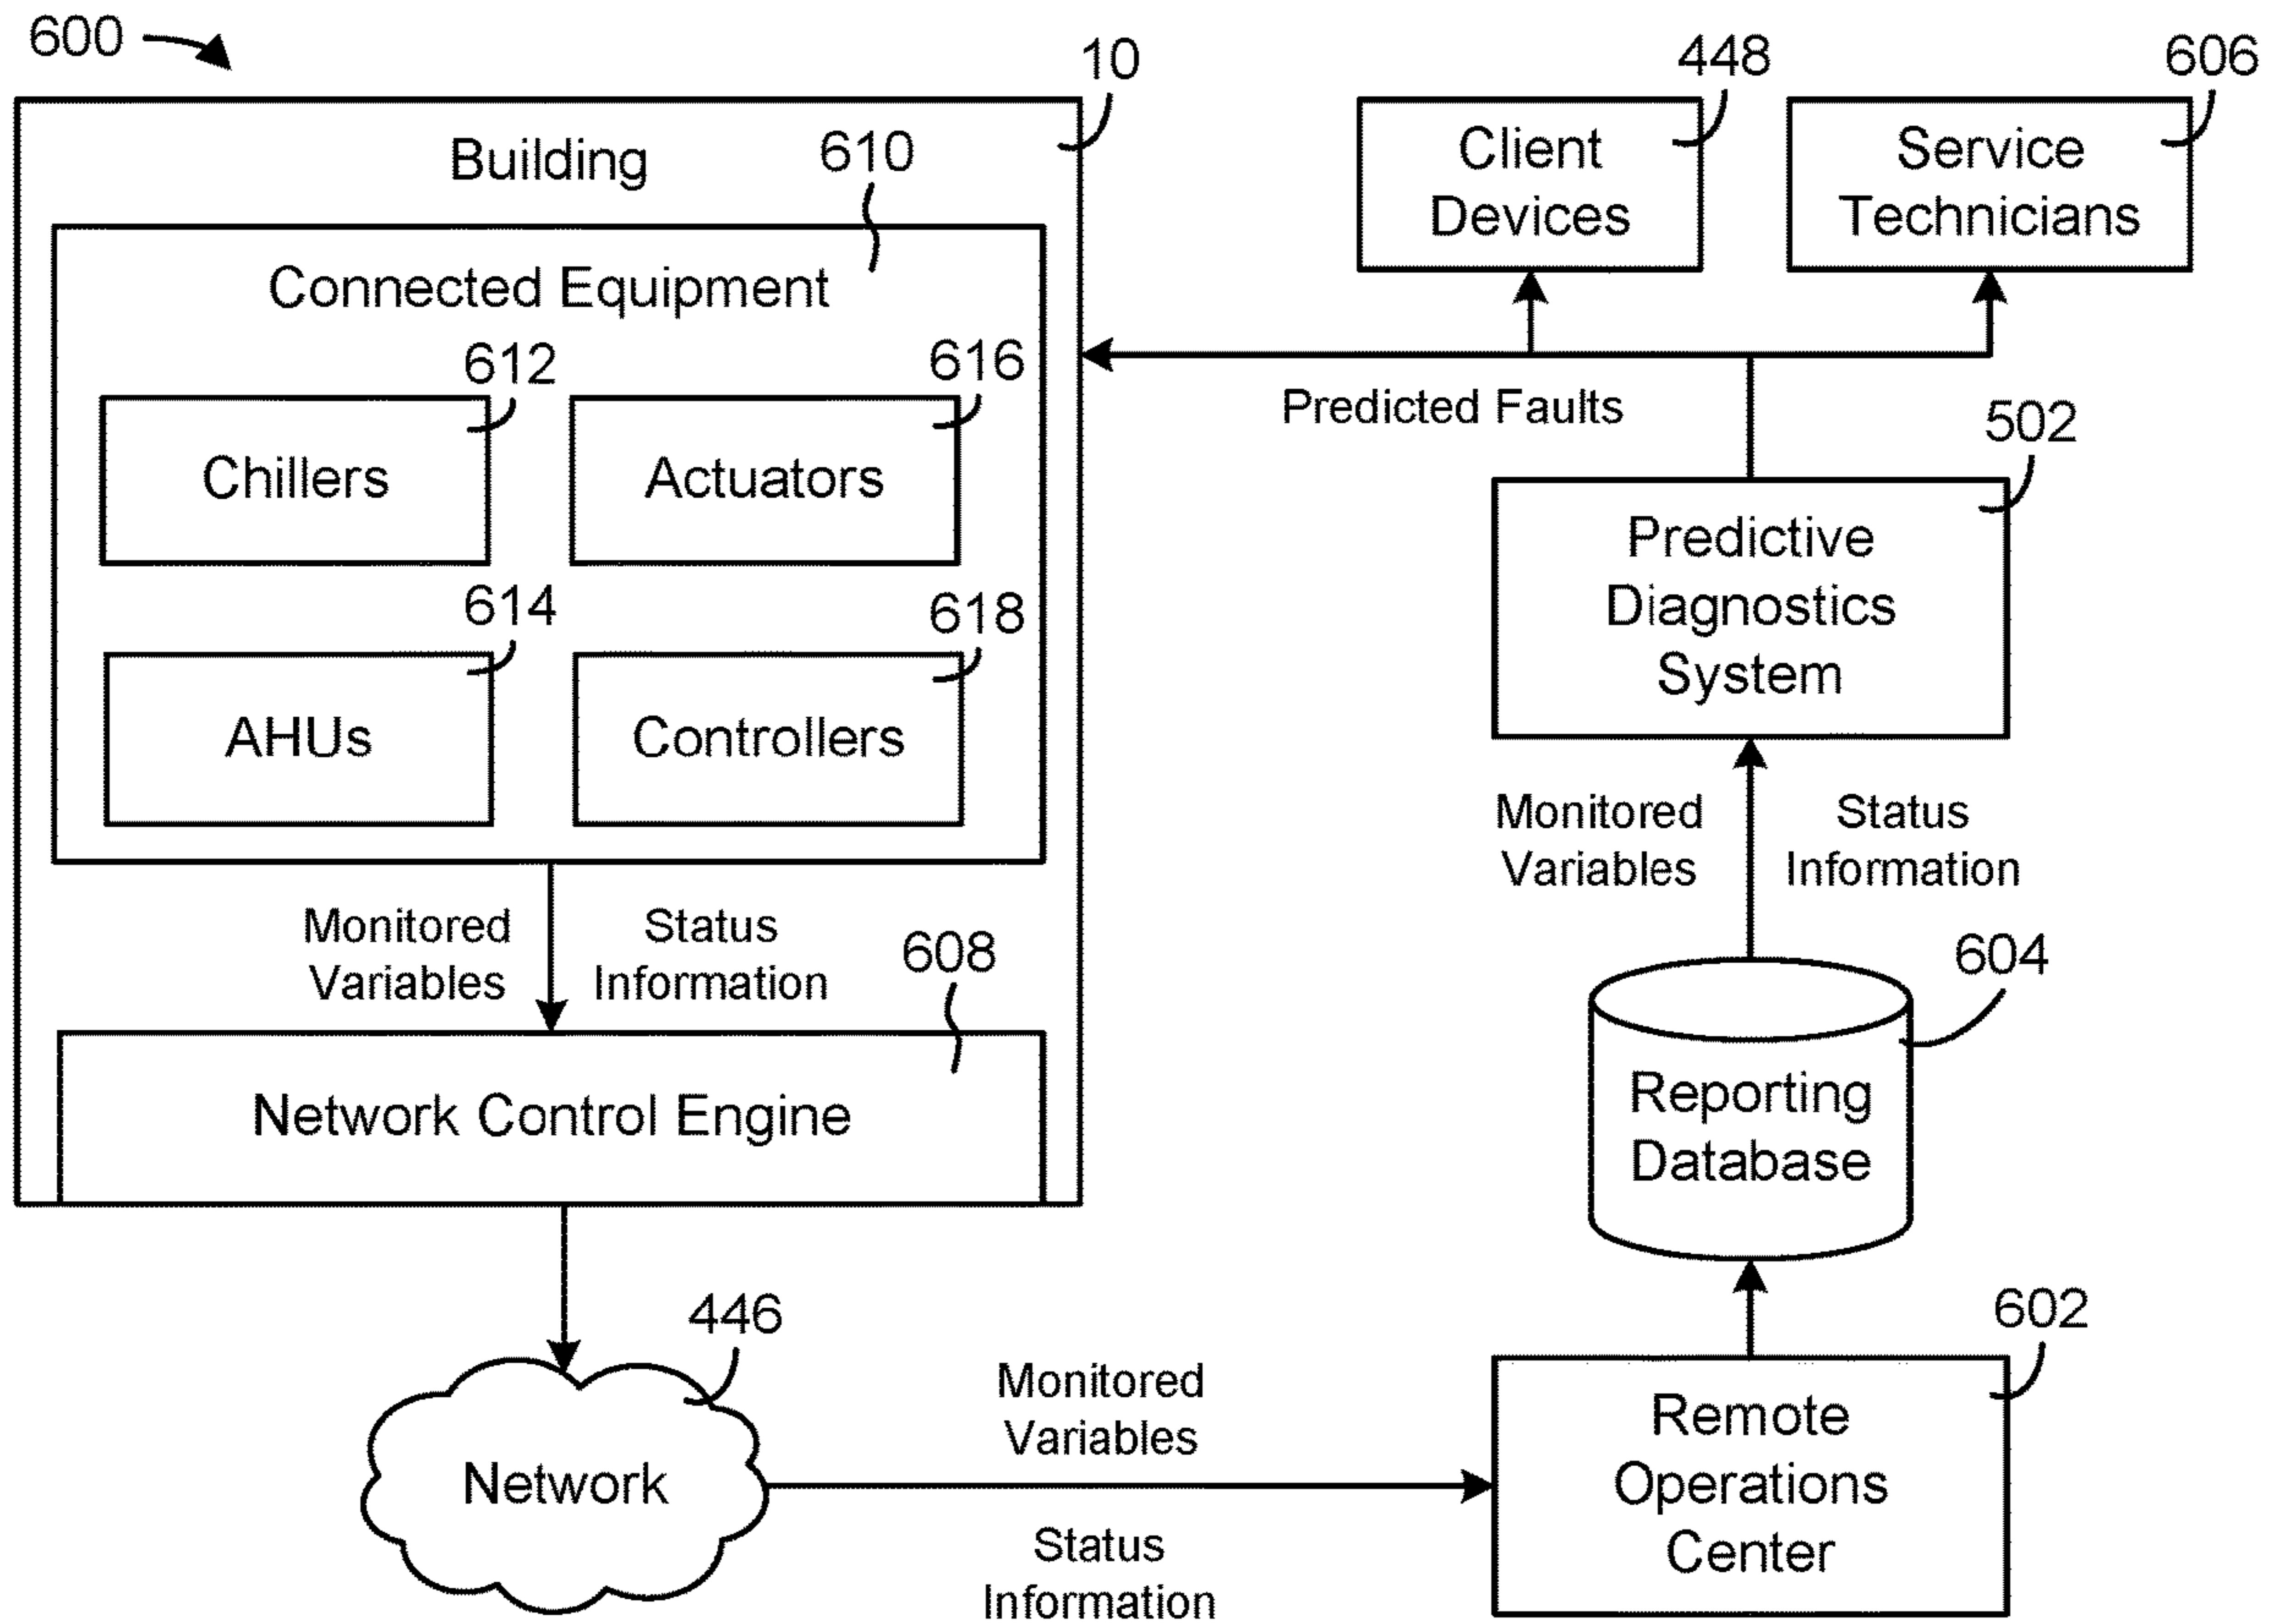 600
10
Building
610
Connected Equipment
612
Chillers
616
Actuators
614
AHUs
618
Controllers
Monitored
Variables
Status
Information
608
Network Control Engine
446
Network
Monitored
Variables
Status
Information
602
Remote
Operations
Center
604
Reporting
Database
Monitored
Variables
Status
Information
502
Predictive
Diagnostics
System
Predicted Faults
448
Client
Devices
606
Service
Technicians